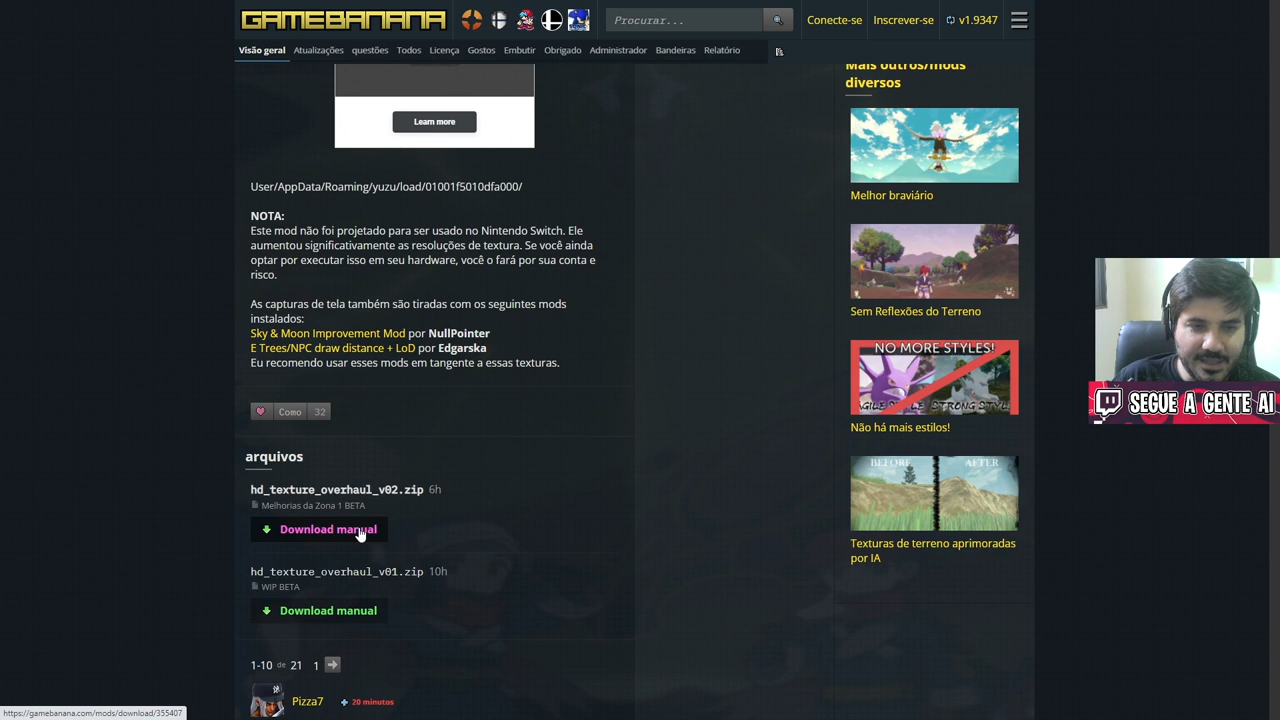 GAMEBANANA
Procurar...
Conecte-se
Inscrever-se
v1.9347
Visão geral
Atualizações
questões
Todos
Licença
Gostos
Embutir
Obrigado
Administrador
Bandeiras
Relatório
Learn more
User/AppData/Roaming/yuzu/load/01001f5010dfa000/
NOTA:
Este mod não foi projetado para ser usado no Nintendo Switch. Ele
aumentou significativamente as resoluções de textura. Se você ainda
optar por executar isso em seu hardware, você o fará por sua conta e
risco.
As capturas de tela também são tiradas com os seguintes mods
instalados:
Sky & Moon Improvement Mod por NullPointer
E Trees/NPC draw distance + LoD por Edgarska
Eu recomendo usar esses mods em tangente a essas texturas.
Como 32
arquivos
hd_texture_overhaul_v02.zip 6h
Melhorias da Zona 1 BETA
Download manual
hd_texture_overhaul_v01.zip 10h
WIP BETA
Download manual
1-10 de 21 1
Pizza7
20 minutos
Mais outros/mods
diversos
Melhor braviário
Sem Reflexões do Terreno
NO MORE STYLES!
Não há mais estilos!
BEFORE
AFTER
Texturas de terreno aprimoradas
por IA
SEGUE A GENTE AI
https://gamebanana.com/mods/download/355407